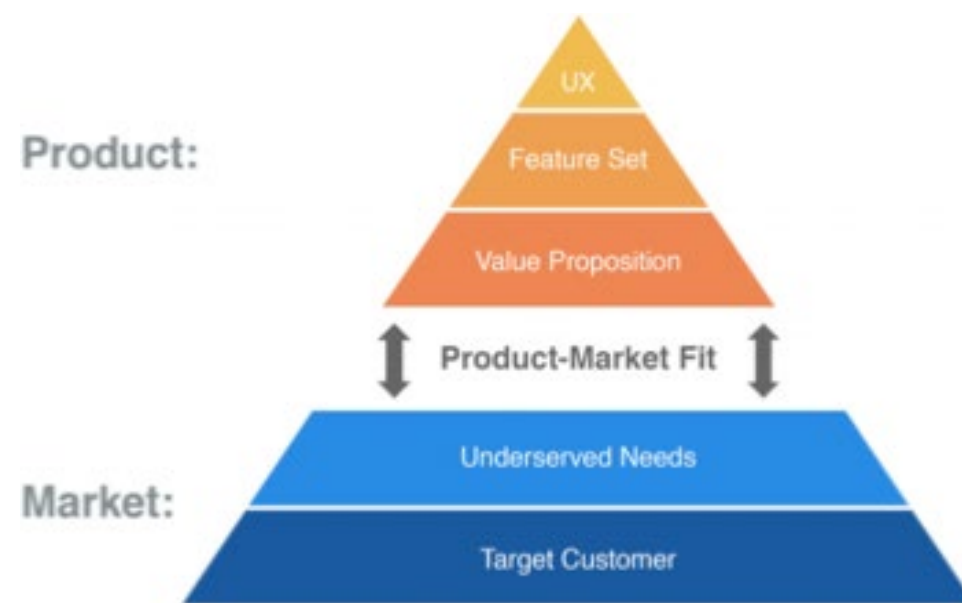 UX
Product:
Feature Set
Value Proposition
Product-Market Fit
Underserved Needs
Market:
Target Customer